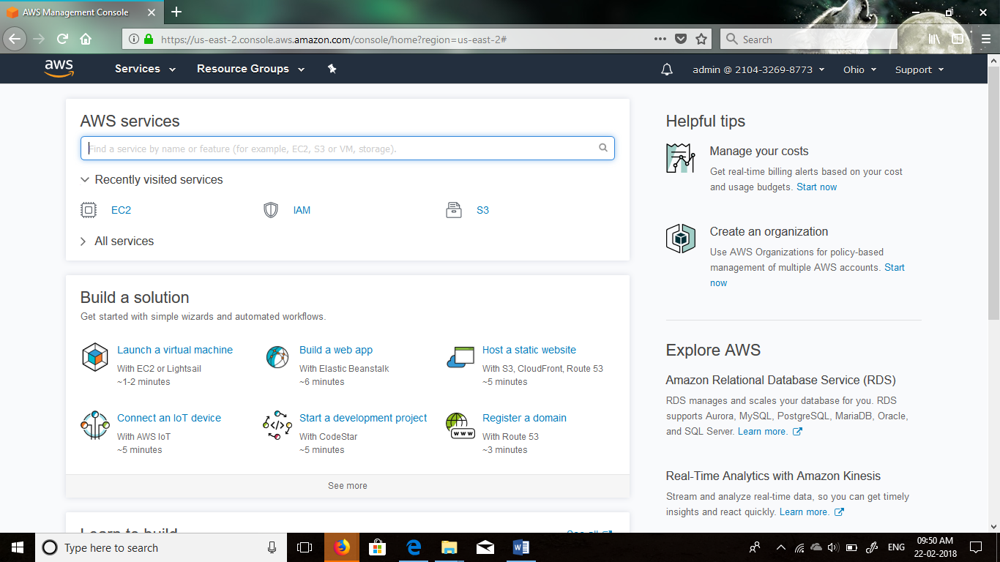 AWS Management Console
https://us-east-2.console.aws.amazon.com/console/home?region=us-east-2#
Search
aws
Services
Resource Groups
admin @ 2104-3269-8773
Ohio
Support
AWS services
Find a service by name or feature (for example, EC2, S3 or VM, storage).
Recently visited services
EC2
IAM
S3
All services
Build a solution
Get started with simple wizards and automated workflows.
Launch a virtual machine
With EC2 or Lightsail
~1-2 minutes
Build a web app
With Elastic Beanstalk
~6 minutes
Host a static website
With S3, CloudFront, Route 53
~5 minutes
Connect an IoT device
With AWS IoT
~5 minutes
Start a development project
With CodeStar
~5 minutes
Register a domain
With Route 53
~3 minutes
www
See more
Learn to build
See all
Helpful tips
Manage your costs
Get real-time billing alerts based on your cost
and usage budgets. Start now
Create an organization
Use AWS Organizations for policy-based
management of multiple AWS accounts. Start
now
Explore AWS
Amazon Relational Database Service (RDS)
RDS manages and scales your database for you. RDS
supports Aurora, MySQL, PostgreSQL, MariaDB, Oracle,
and SQL Server. Learn more.
Real-Time Analytics with Amazon Kinesis
Stream and analyze real-time data, so you can get timely
insights and react quickly. Learn more.
Type here to search
ENG
09:50 AM
22-02-2018